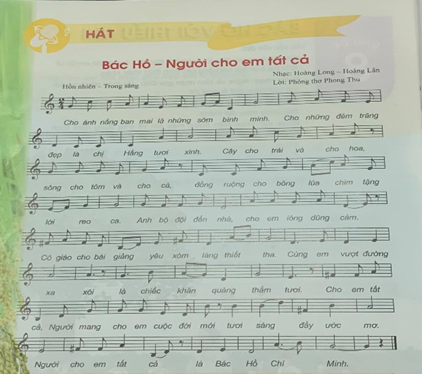 HÁT
Bác Hồ – Người cho em tất cả
Nhạc: Hoàng Long – Hoàng Lân
Hồn nhiên – Trong sáng
Lời: Phỏng thơ Phong Thu
Cho ánh nắng ban mai là những sớm bình minh. Cho những đêm trăng
đẹp là chị Hằng tươi xinh. Cây cho trái và cho hoa,
sông cho tôm và cho cá, đồng ruộng cho bông lúa chim tặng
lời reo ca. Anh bộ đội đến nhà, cho em lòng dũng cảm.
Cô giáo cho bài giảng yêu xóm làng thiết tha. Cùng em vượt đường
xa xôi là chiếc khăn quàng thắm tươi. Cho em tất
cả, Người mang cho em cuộc đời mới tươi sáng đầy ước mơ.
Người cho em tất cả là Bác Hồ Chí Minh.